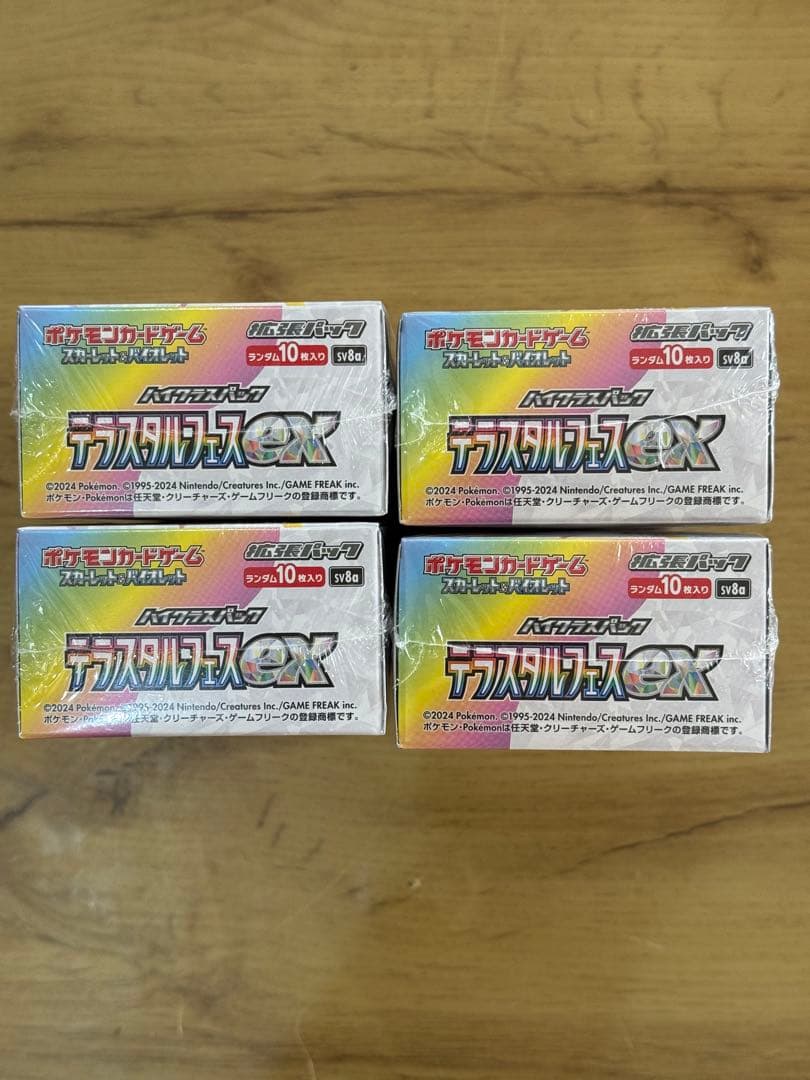 ポケモンカードゲーム 拡張パック
スカーレット&バイオレット ランダム10枚入り sv8a
ハイクラスパック
テラスタルフェスex
©2024 Pokémon. ©1995-2024 Nintendo/Creatures Inc./GAME FREAK inc.
ポケモン・Pokémonは任天堂・クリーチャーズ・ゲームフリークの登録商標です。
ポケモンカードゲーム 拡張パック
スカーレット&バイオレット ランダム10枚入り sv8a
ハイクラスパック
テラスタルフェスex
©2024 Pokémon. ©1995-2024 Nintendo/Creatures Inc./GAME FREAK inc.
ポケモン・Pokémonは任天堂・クリーチャーズ・ゲームフリークの登録商標です。
ポケモンカードゲーム 拡張パック
スカーレット&バイオレット ランダム10枚入り sv8a
ハイクラスパック
テラスタルフェスex
©2024 Pokémon. ©1995-2024 Nintendo/Creatures Inc./GAME FREAK inc.
ポケモン・Pokémonは任天堂・クリーチャーズ・ゲームフリークの登録商標です。
ポケモンカードゲーム 拡張パック
スカーレット&バイオレット ランダム10枚入り sv8a
ハイクラスパック
テラスタルフェスex
©2024 Pokémon. ©1995-2024 Nintendo/Creatures Inc./GAME FREAK inc.
ポケモン・Pokémonは任天堂・クリーチャーズ・ゲームフリークの登録商標です。